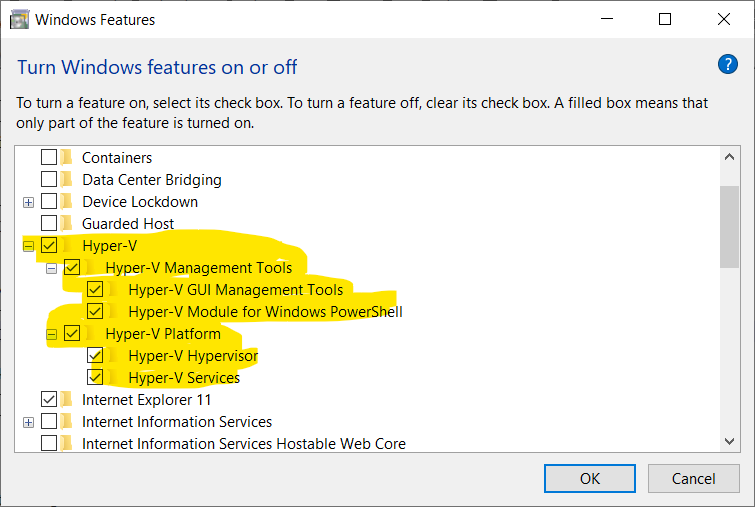 Windows Features
Turn Windows features on or off
To turn a feature on, select its check box. To turn a feature off, clear its check box. A filled box means that
only part of the feature is turned on.
Containers
Data Center Bridging
Device Lockdown
Guarded Host
Hyper-V
Hyper-V Management Tools
Hyper-V GUI Management Tools
Hyper-V Module for Windows PowerShell
Hyper-V Platform
Hyper-V Hypervisor
Hyper-V Services
Internet Explorer 11
Internet Information Services
Internet Information Services Hostable Web Core
OK
Cancel